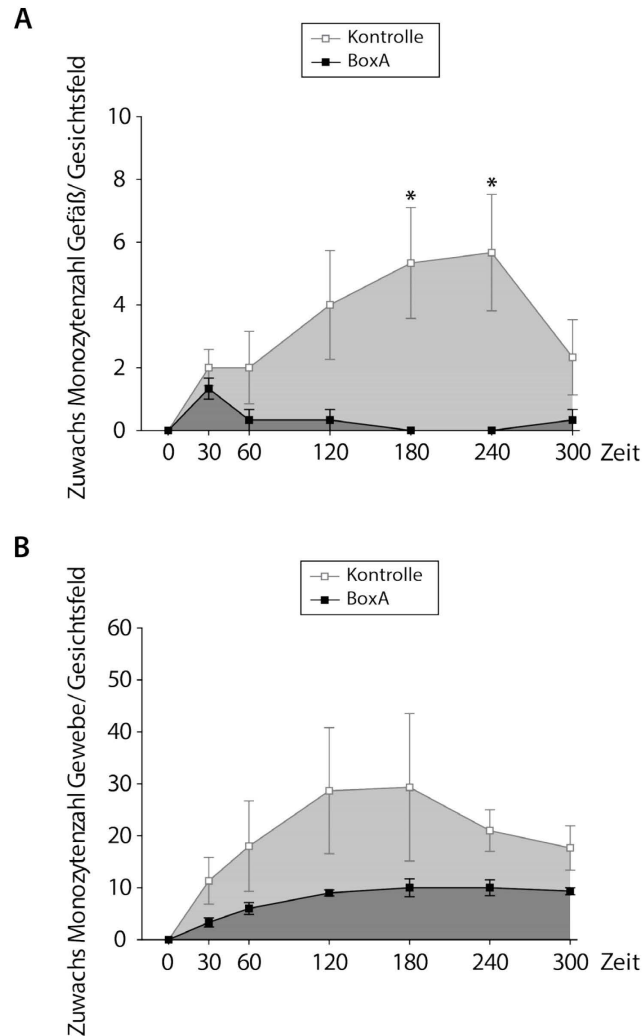 A
Kontrolle
BoxA
Zuwachs Monozytenzahl Gefäß/ Gesichtsfeld
10
8
6
4
2
0
* *
0 30 60 120 180 240 300 Zeit
B
Kontrolle
BoxA
Zuwachs Monozytenzahl Gewebe/ Gesichtsfeld
60
50
40
30
20
10
0
0 30 60 120 180 240 300 Zeit